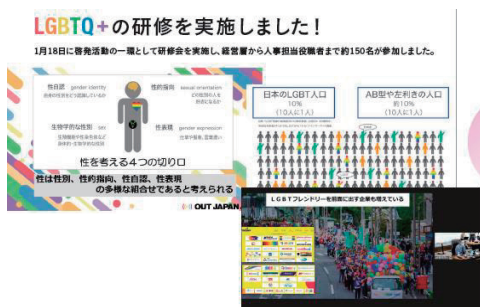 LGBTQ+の研修を実施しました!
1月18日に啓発活動の一環として研修会を実施し、経営層から人事担当役職者まで約150名が参加しました。
性自認 gender identity
性的指向 sexual orientation
生物学的な性別 sex
性表現 gender expression
性を考える4つの切り口
性は性別、性的指向、性自認、性表現
の多様な組合せであると考えられる
OUT JAPAN
日本のLGBT人口
10%
(10人に1人)
AB型や左利きの人口
約10%
(10人に1人)
LGBTフレンドリーを前面に出す企業も増えている